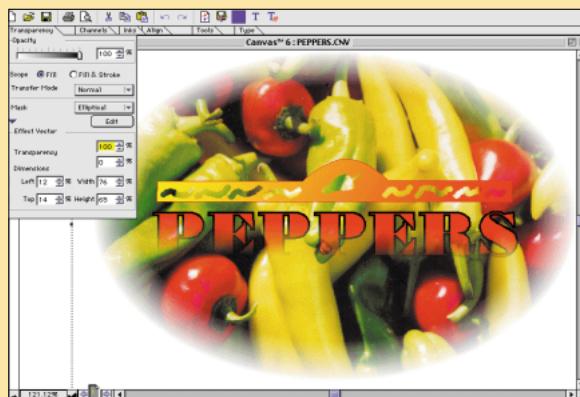 T T
Transparency Channels Inks Align Tools Type
Canvas™ 6 : PEPPERS.CNV
Opacity
100 %
Scope Fill Fill & Stroke
Transfer Mode Normal
Mask Elliptical
Edit
Effect Vector
Transparency 100 %
0 %
Dimensions
Left 12 % Width 76 %
Top 14 % Height 65 %
PEPPERS
121.12%